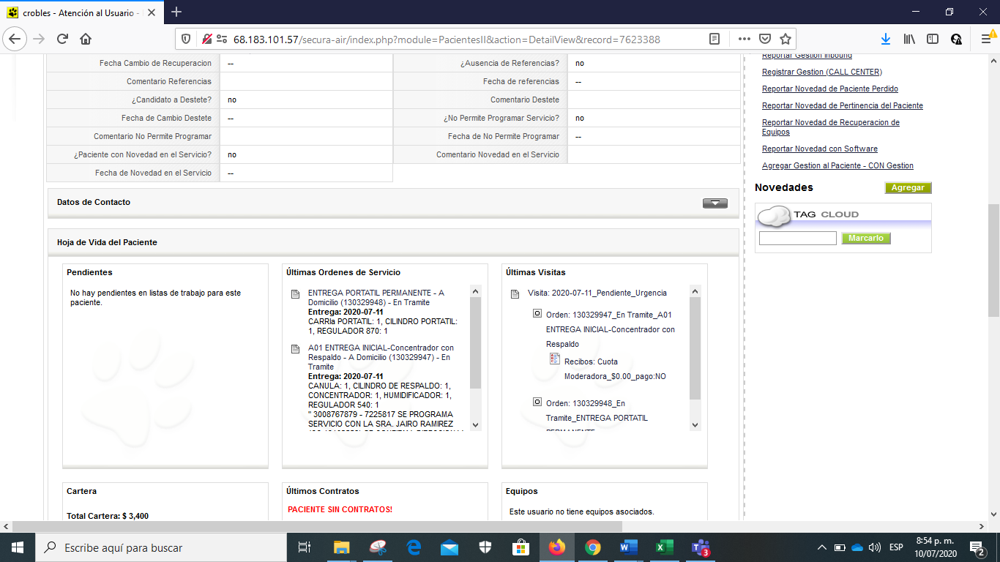 crobles - Atención al Usuario -
68.183.101.57/secura-air/index.php?module=PacientesII&action=DetailView&record=7623388
Fecha Cambio de Recuperacion
--
¿Ausencia de Referencias?
no
Comentario Referencias
Fecha de referencias
--
¿Candidato a Destete?
no
Comentario Destete
Fecha de Cambio Destete
--
¿No Permite Programar Servicio?
no
Comentario No Permite Programar
Fecha de No Permite Programar
--
¿Paciente con Novedad en el Servicio?
no
Comentario Novedad en el Servicio
Fecha de Novedad en el Servicio
--
Reportar Gestion Inbound
Registrar Gestion (CALL CENTER)
Reportar Novedad de Paciente Perdido
Reportar Novedad de Pertinencia del Paciente
Reportar Novedad de Recuperacion de
Equipos
Reportar Novedad con Software
Agregar Gestion al Paciente - CON Gestion
Novedades
Agregar
TAG CLOUD
Marcarlo
Datos de Contacto
Hoja de Vida del Paciente
Pendientes
No hay pendientes en listas de trabajo para este
paciente.
Últimas Ordenes de Servicio
ENTREGA PORTATIL PERMANENTE - A
Domicilio (130329948) - En Tramite
Entrega: 2020-07-11
CARRIa PORTATIL: 1, CILINDRO PORTATIL:
1, REGULADOR 870: 1
A01 ENTREGA INICIAL-Concentrador con
Respaldo - A Domicilio (130329947) - En
Tramite
Entrega: 2020-07-11
CANULA: 1, CILINDRO DE RESPALDO: 1,
CONCENTRADOR: 1, HUMIDIFICADOR: 1,
REGULADOR 540: 1
" 3008767879 - 7225817 SE PROGRAMA
SERVICIO CON LA SRA. JAIRO RAMIREZ
Últimas Visitas
Visita: 2020-07-11_Pendiente_Urgencia
Orden: 130329947_En Tramite_A01
ENTREGA INICIAL-Concentrador con
Respaldo
Recibos: Cuota
Moderadora_$0.00_pago:NO
Orden: 130329948_En
Tramite_ENTREGA PORTATIL
PERMANENTE
Cartera
Total Cartera: $ 3,400
Últimos Contratos
PACIENTE SIN CONTRATOS!
Equipos
Este usuario no tiene equipos asociados.
Escribe aquí para buscar
3
ESP
8:54 p. m.
10/07/2020
2